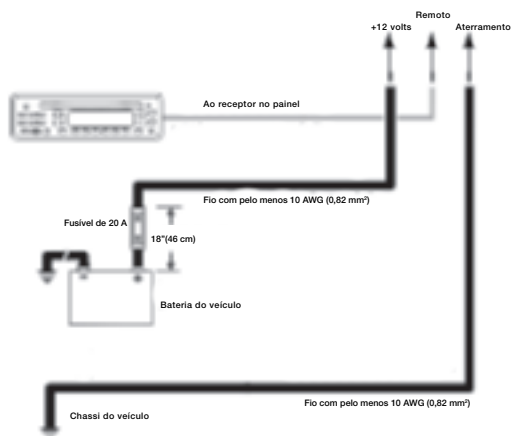 Remoto
+12 volts
Aterramento
Ao receptor no painel
Fio com pelo menos 10 AWG (0,82 mm²)
Fusível de 20 A
18"(46 cm)
Bateria do veículo
Fio com pelo menos 10 AWG (0,82 mm²)
Chassi do veículo